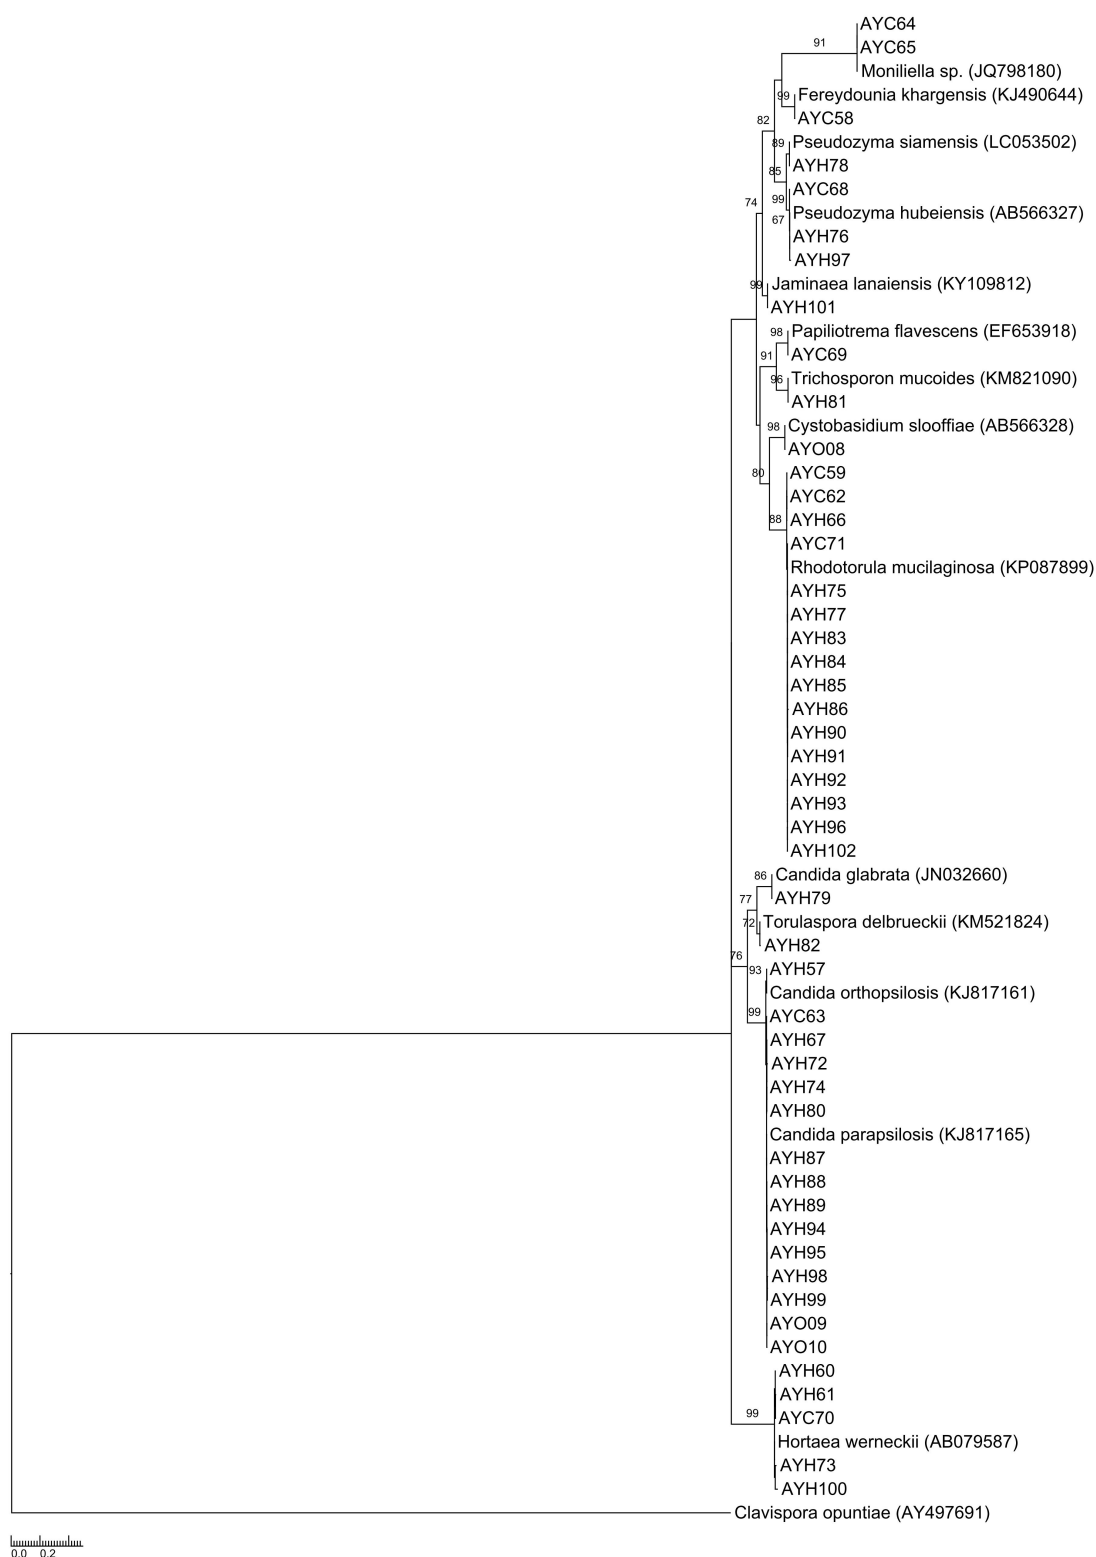 AYC64
91
AYC65
Moniliella sp. (JQ798180)
99
Fereydounia khargensis (KJ490644)
AYC58
82
89
Pseudozyma siamensis (LC053502)
AYH78
85
AYC68
99
74
Pseudozyma hubeiensis (AB566327)
67
AYH76
AYH97
99
Jaminaea lanaiensis (KY109812)
AYH101
98
Papiliotrema flavescens (EF653918)
91
AYC69
96
Trichosporon mucoides (KM821090)
AYH81
98
Cystobasidium slooffiae (AB566328)
AYO08
80
AYC59
AYC62
88
AYH66
AYC71
Rhodotorula mucilaginosa (KP087899)
AYH75
AYH77
AYH83
AYH84
AYH85
AYH86
AYH90
AYH91
AYH92
AYH93
AYH96
AYH102
86
Candida glabrata (JN032660)
77
AYH79
72
Torulaspora delbrueckii (KM521824)
AYH82
76
93
AYH57
Candida orthopsilosis (KJ817161)
99
AYC63
AYH67
AYH72
AYH74
AYH80
Candida parapsilosis (KJ817165)
AYH87
AYH88
AYH89
AYH94
AYH95
AYH98
AYH99
AYO09
AYO10
AYH60
AYH61
99
AYC70
Hortaea werneckii (AB079587)
AYH73
AYH100
Clavispora opuntiae (AY497691)
0.0 0.2